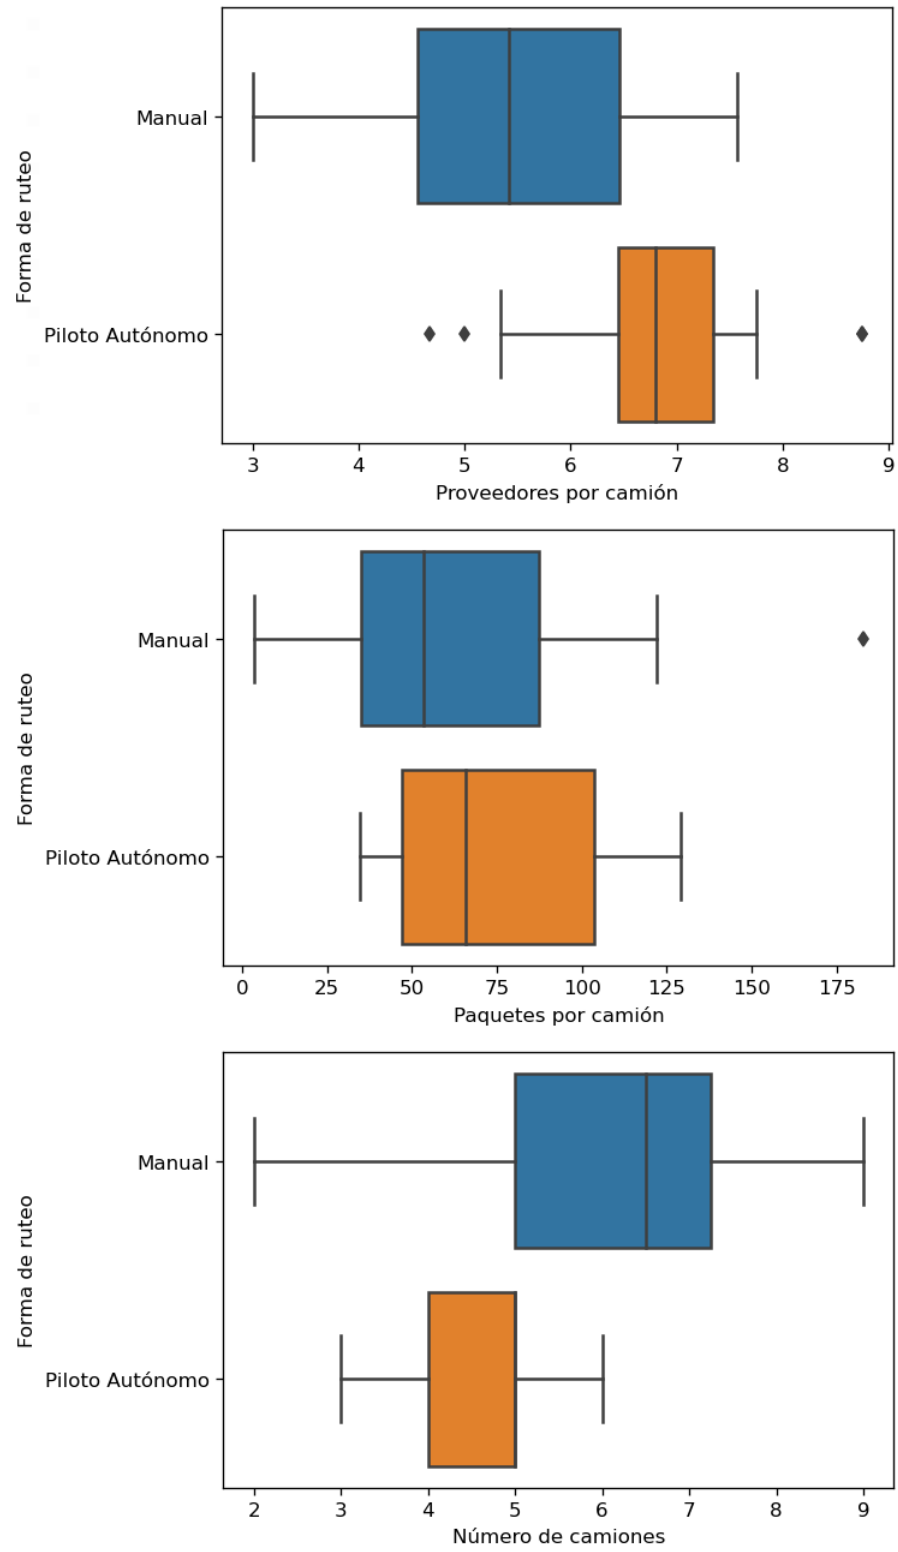 Forma de ruteo
Manual
Piloto Autónomo
3 4 5 6 7 8 9
Proveedores por camión
Forma de ruteo
Manual
Piloto Autónomo
0 25 50 75 100 125 150 175
Paquetes por camión
Forma de ruteo
Manual
Piloto Autónomo
2 3 4 5 6 7 8 9
Número de camiones